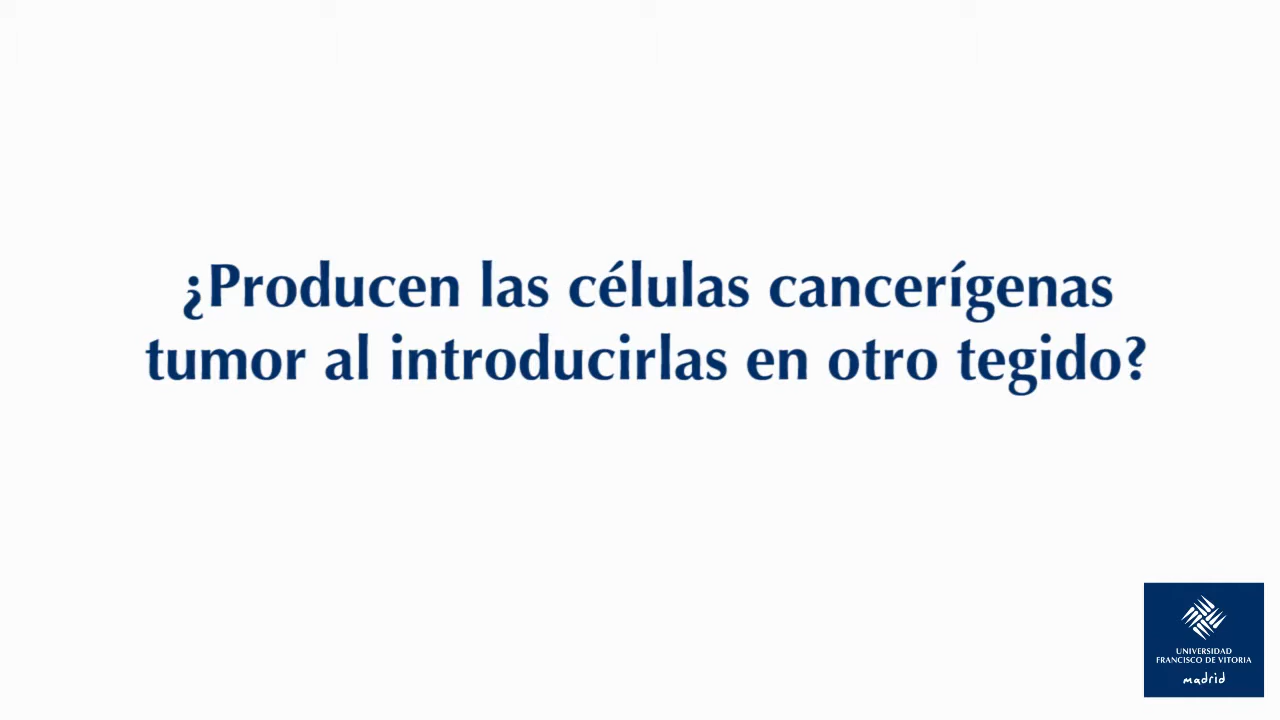 ¿Producen las células cancerígenas
tumor al introducirlas en otro tegido?
UNIVERSIDAD
FRANCISCO DE VITORIA
madrid